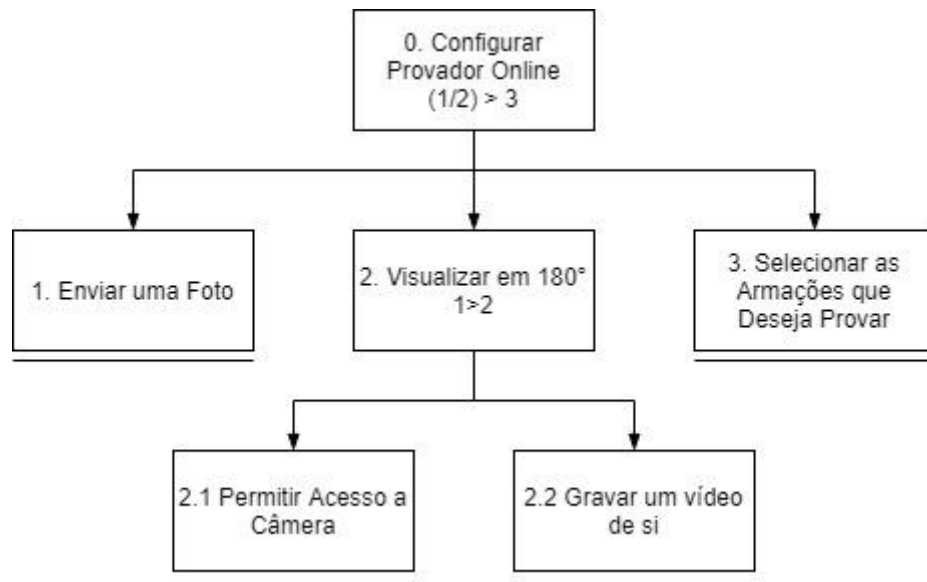 0. Configurar
Provador Online
(1/2) > 3
1. Enviar uma Foto
2. Visualizar em 180°
1>2
3. Selecionar as
Armações que
Deseja Provar
2.1 Permitir Acesso a
Câmera
2.2 Gravar um vídeo
de si